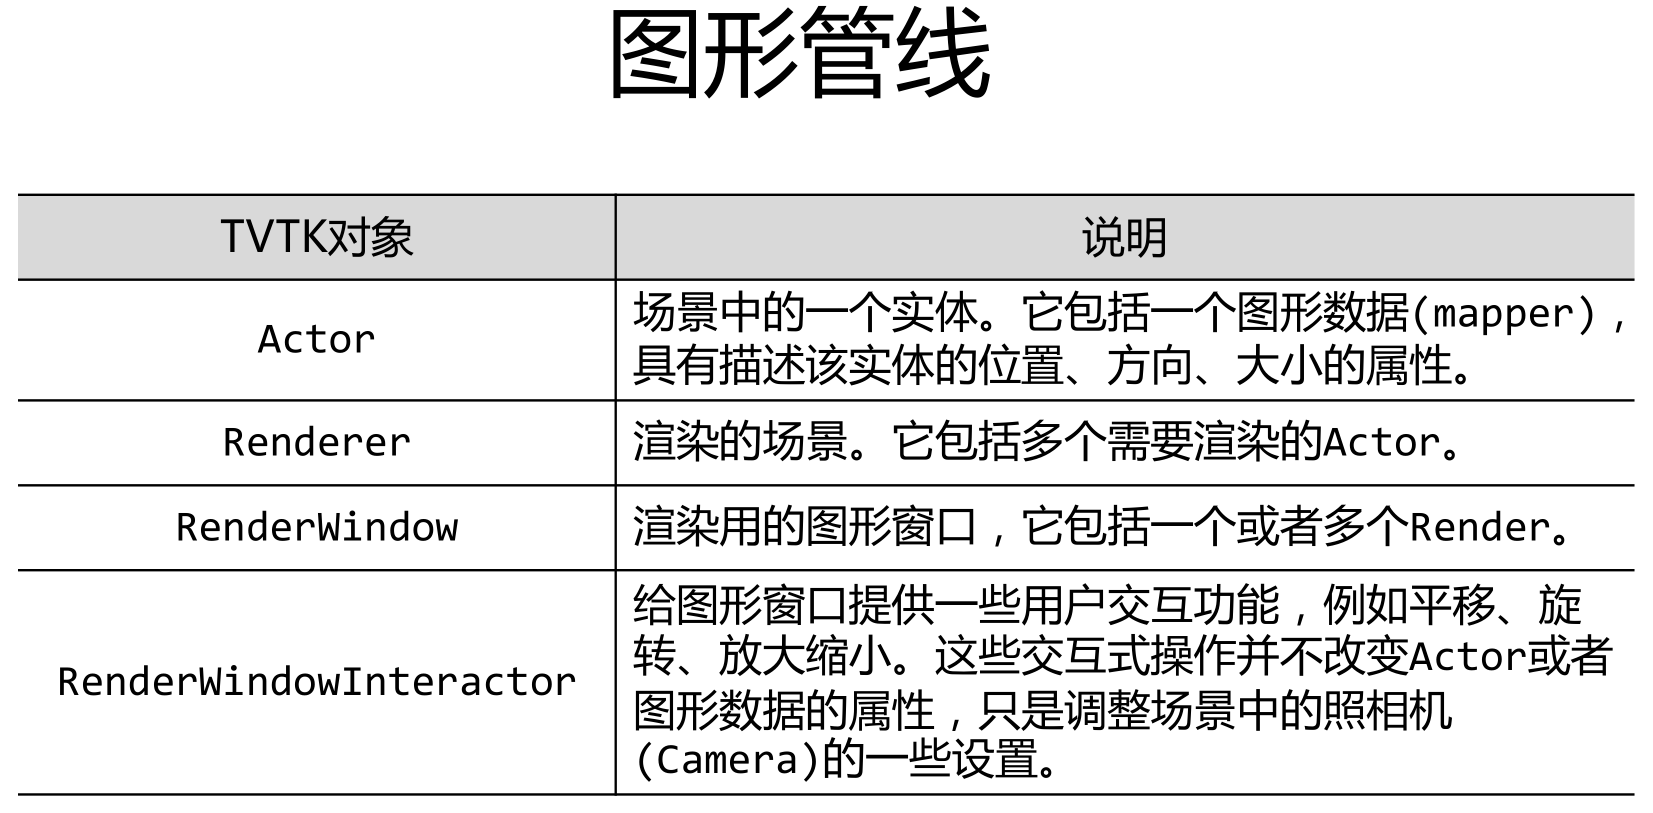 图形管线
TVTK对象
说明
Actor
场景中的一个实体。它包括一个图形数据(mapper)，
具有描述该实体的位置、方向、大小的属性。
Renderer
渲染的场景。它包括多个需要渲染的Actor。
RenderWindow
渲染用的图形窗口，它包括一个或者多个Render。
RenderWindowInteractor
给图形窗口提供一些用户交互功能，例如平移、旋
转、放大缩小。这些交互式操作并不改变Actor或者
图形数据的属性，只是调整场景中的照相机
(Camera)的一些设置。